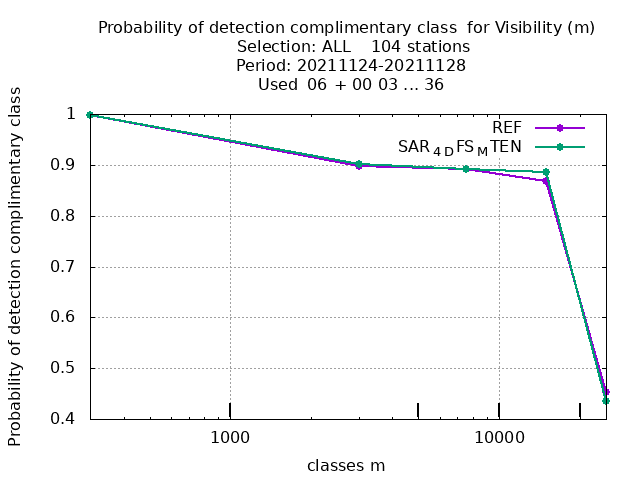 Probability of detection complimentary class for Visibility (m)
Selection: ALL 104 stations
Period: 20211124-20211128
Used 06 + 00 03 ... 36
Probability of detection complimentary class
1
0.9
0.8
0.7
0.6
0.5
0.4
REF
SAR4DFSMTEN
1000
10000
classes m